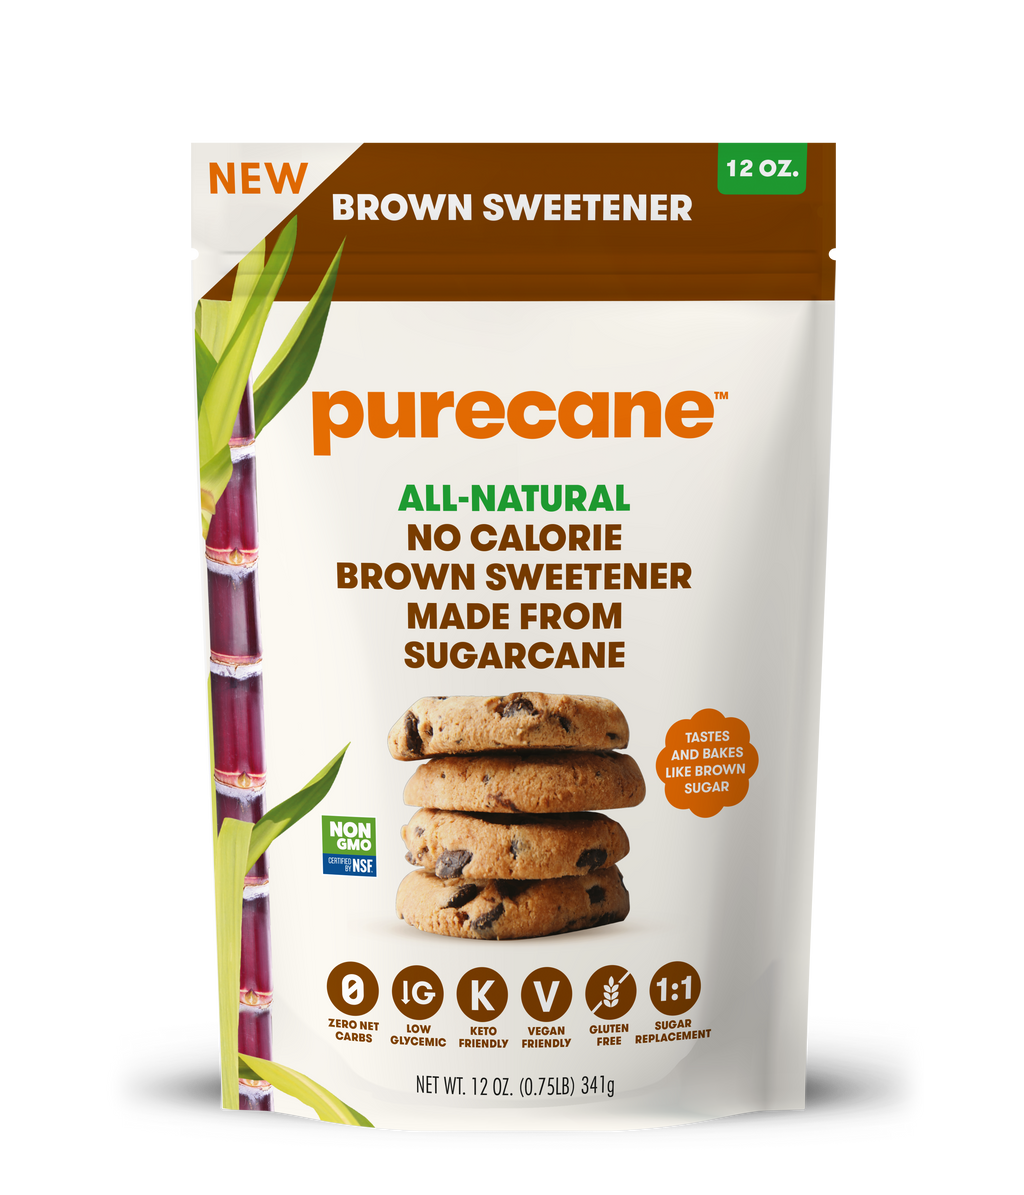 NEW
BROWN SWEETENER
12 OZ.
purecane™
ALL-NATURAL
NO CALORIE
BROWN SWEETENER
MADE FROM
SUGARCANE
TASTES
AND BAKES
LIKE BROWN
SUGAR
NON
GMO
CERTIFIED
BY NSF.
0
ZERO NET
CARBS
↓G
LOW
GLYCEMIC
K
KETO
FRIENDLY
V
VEGAN
FRIENDLY
GLUTEN
FREE
1:1
SUGAR
REPLACEMENT
NET WT. 12 OZ. (0.75LB) 341g